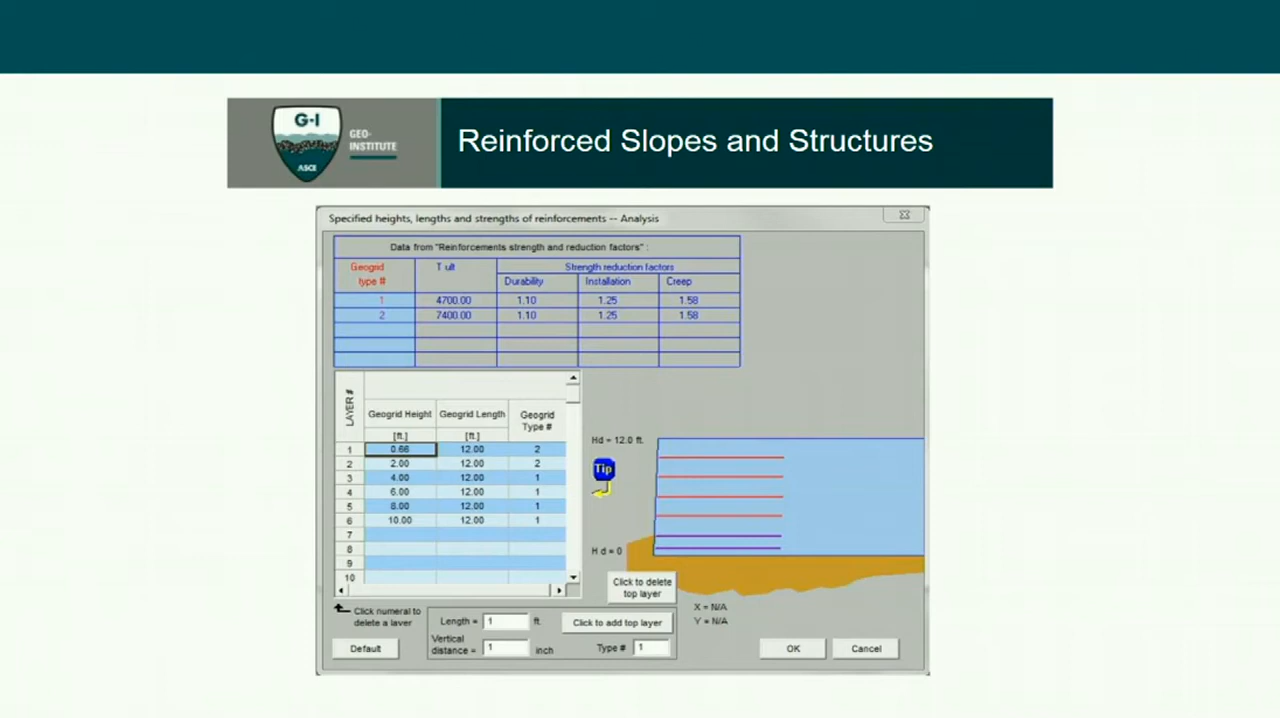 G-I
GEO-
INSTITUTE
ASCE
Reinforced Slopes and Structures
Specified heights, lengths and strengths of reinforcements -- Analysis
Data from "Reinforcements strength and reduction factors" :
Geogrid type # T ult Strength reduction factors
Durability Installation Creep
1 4700.00 1.10 1.25 1.58
2 7400.00 1.10 1.25 1.58
LAYER # Geogrid Height Geogrid Length Geogrid Type #
[ft.] [ft.]
1 0.66 12.00 2
2 2.00 12.00 2
3 4.00 12.00 1
4 6.00 12.00 1
5 8.00 12.00 1
6 10.00 12.00 1
7
8
9
10
Hd = 12.0 ft.
Tip
H d = 0
Click to delete
top layer
X = N/A
Y = N/A
Click numeral to
delete a layer
Length = 1 ft.
Click to add top layer
Vertical
distance = 1 inch
Type # 1
Default
OK
Cancel